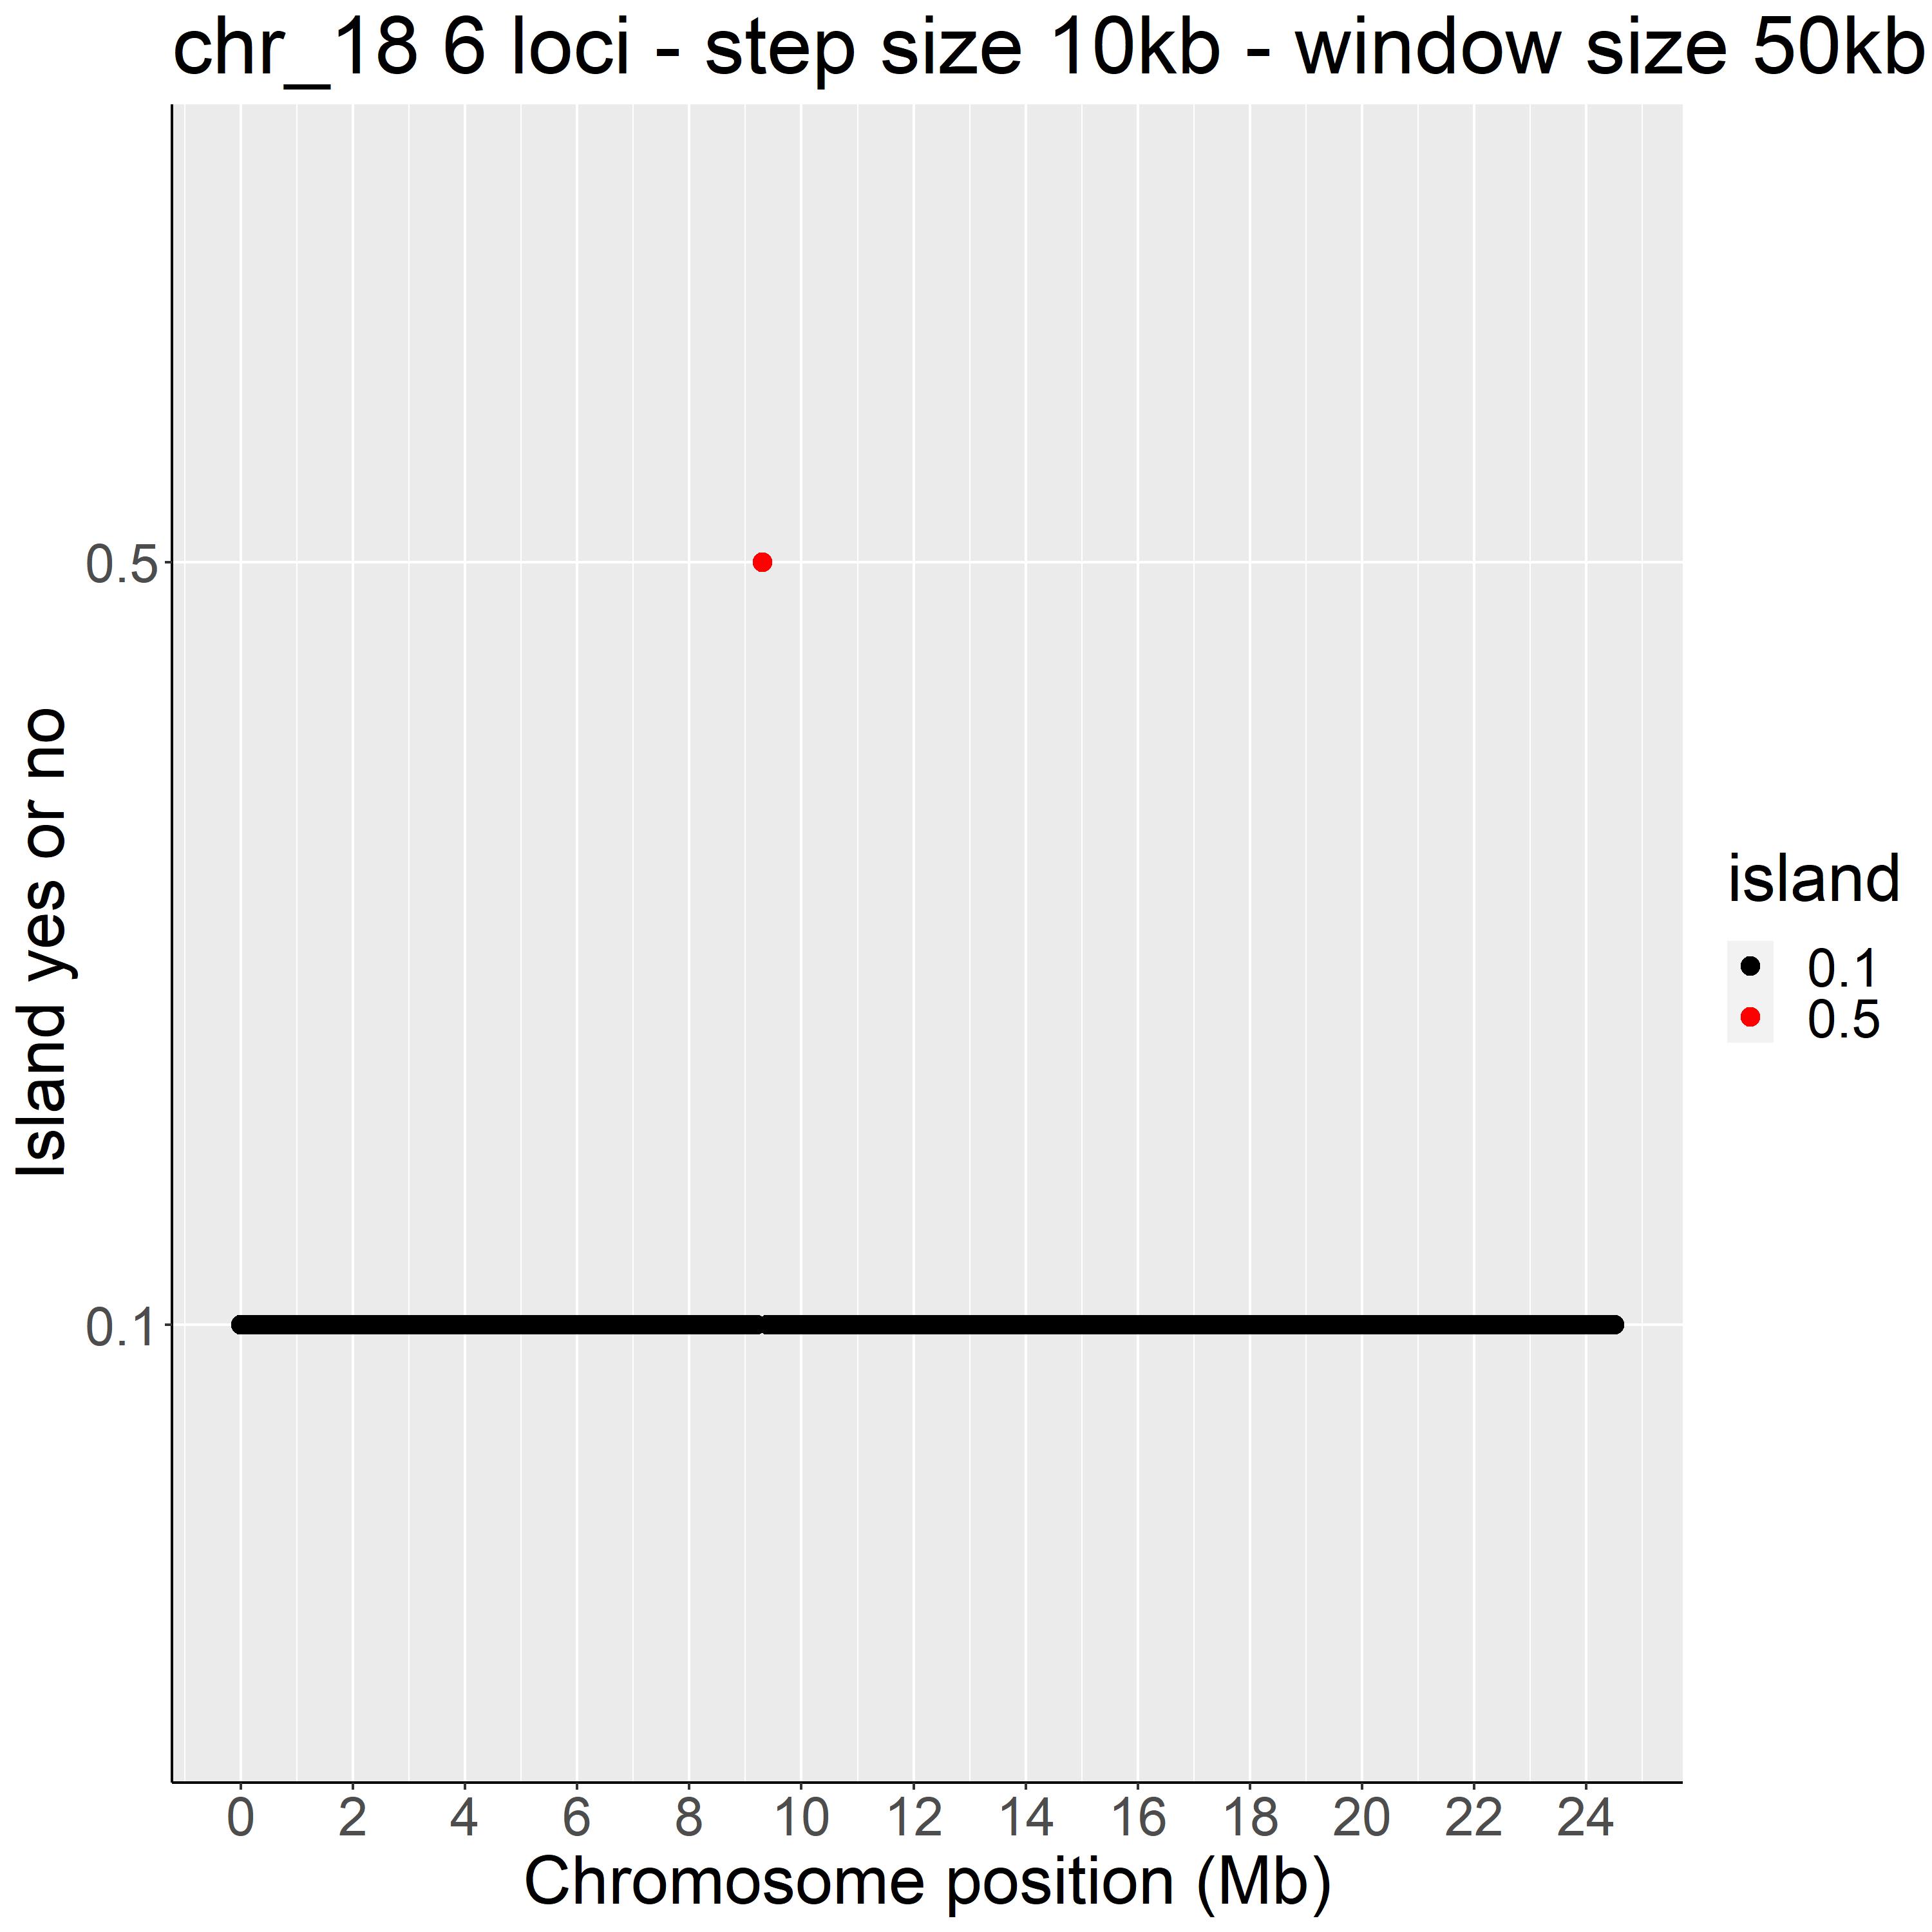 chr_18 6 loci - step size 10kb - window size 50kb
Island yes or no
0.5
0.1
island
0.1
0.5
0 2 4 6 8 10 12 14 16 18 20 22 24
Chromosome position (Mb)